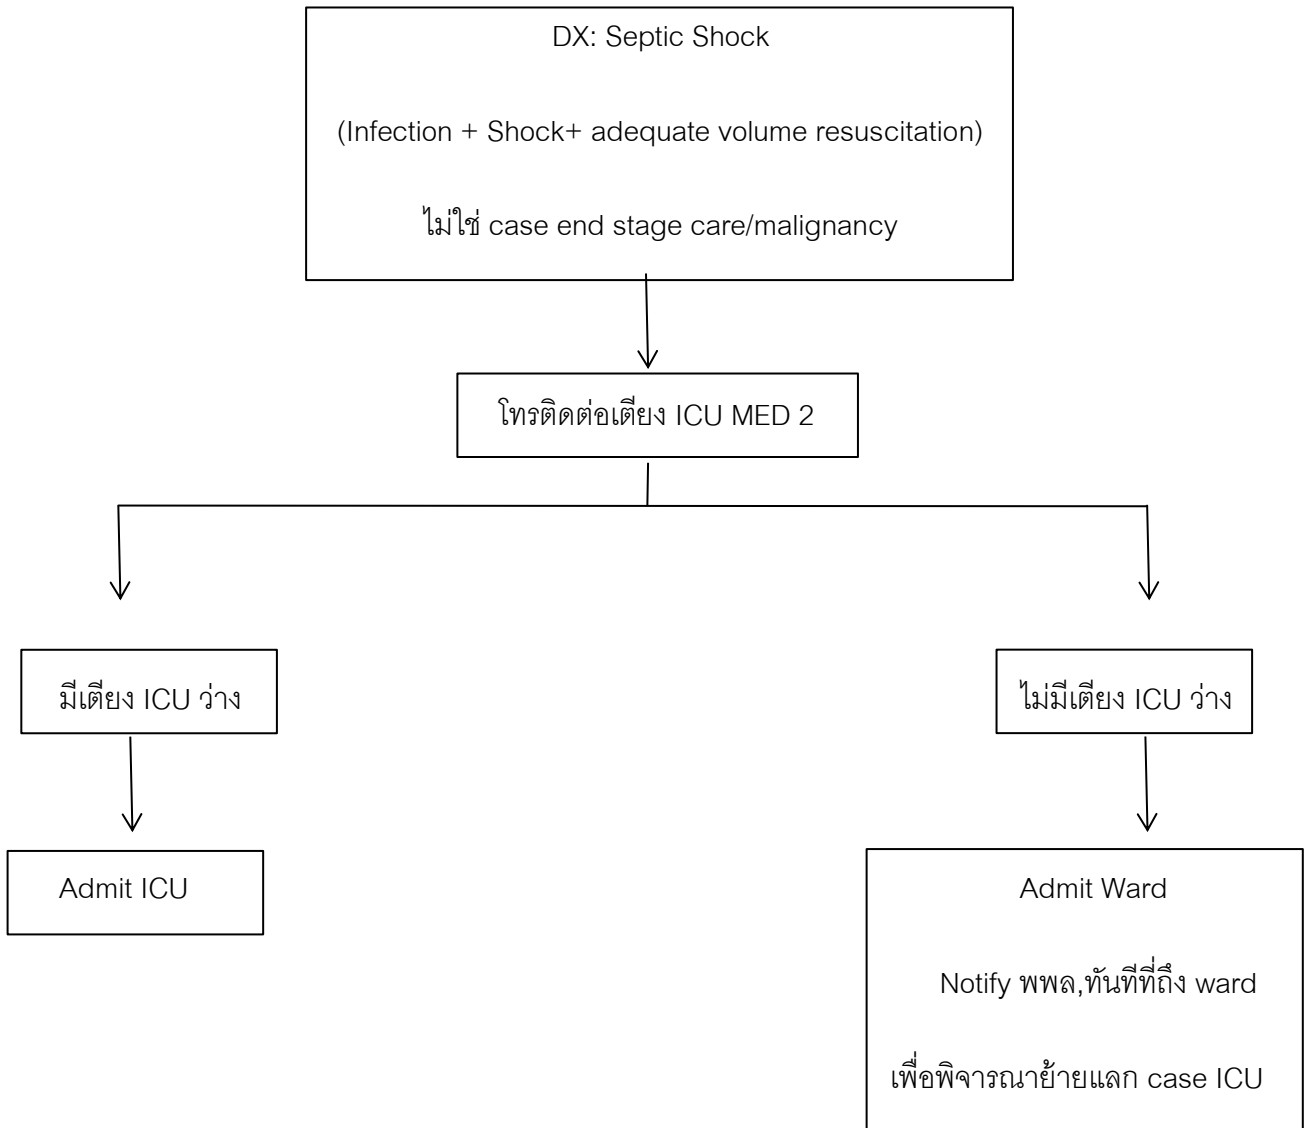 DX: Septic Shock
(Infection + Shock+ adequate volume resuscitation)
ไม่ใช่ case end stage care/malignancy
โทรติดต่อเตียง ICU MED 2
มีเตียง ICU ว่าง
ไม่มีเตียง ICU ว่าง
Admit ICU
Admit Ward
Notify พพล,ทันทีที่ถึง ward
เพื่อพิจารณาย้ายแลก case ICU